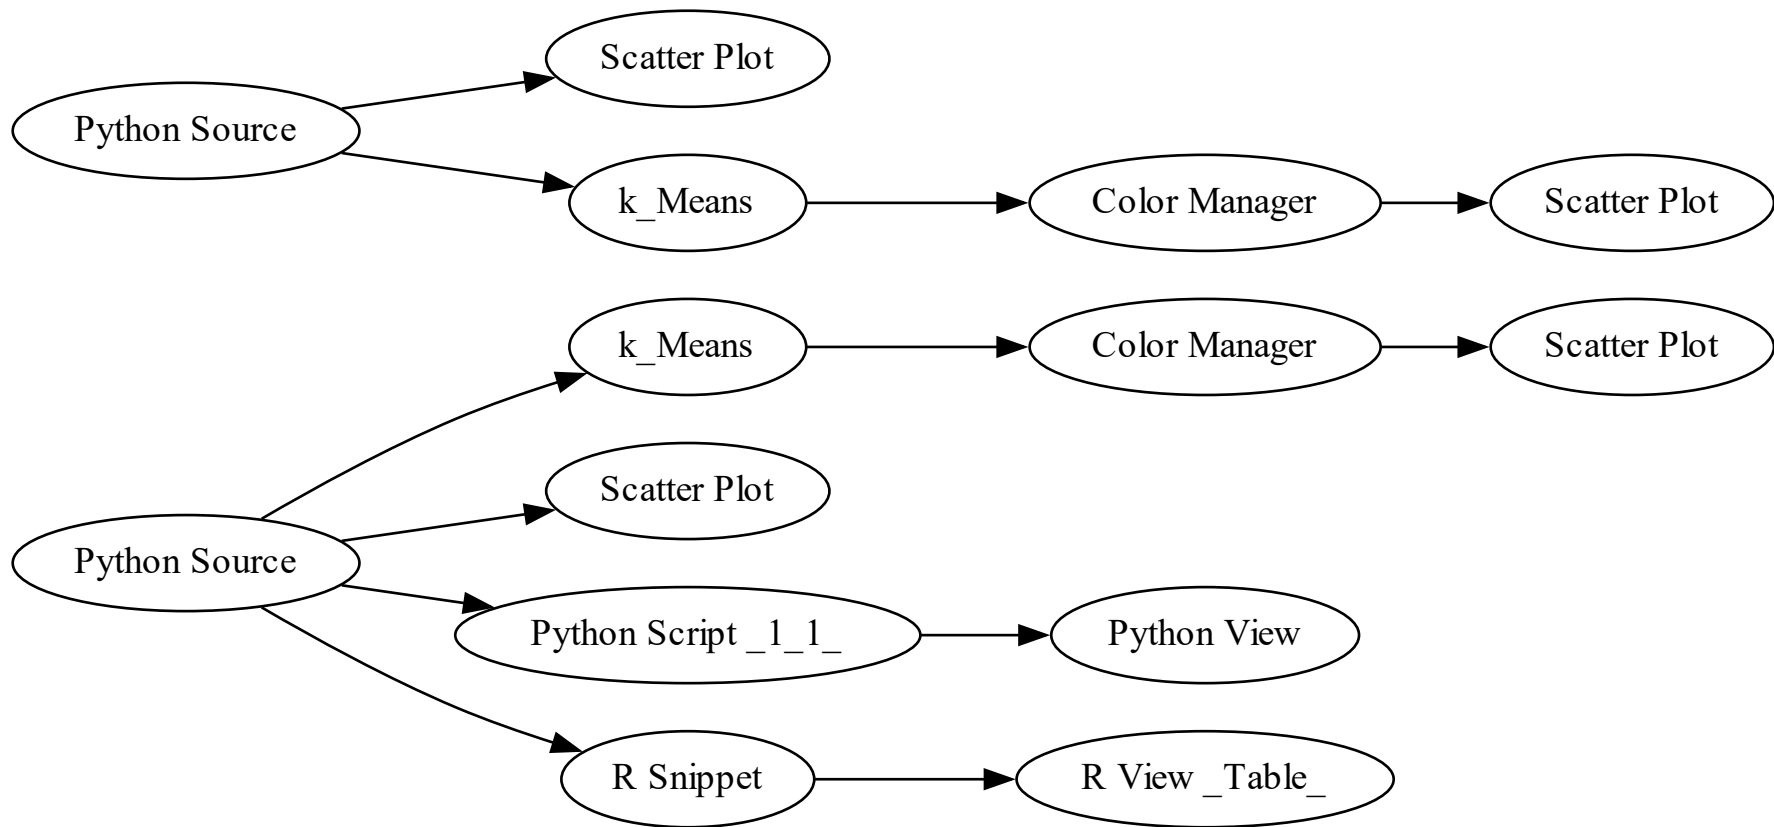 Scatter Plot
Python Source
k_Means
Color Manager
Scatter Plot
k_Means
Color Manager
Scatter Plot
Scatter Plot
Python Source
Python Script _1_1_
Python View
R Snippet
R View _Table_